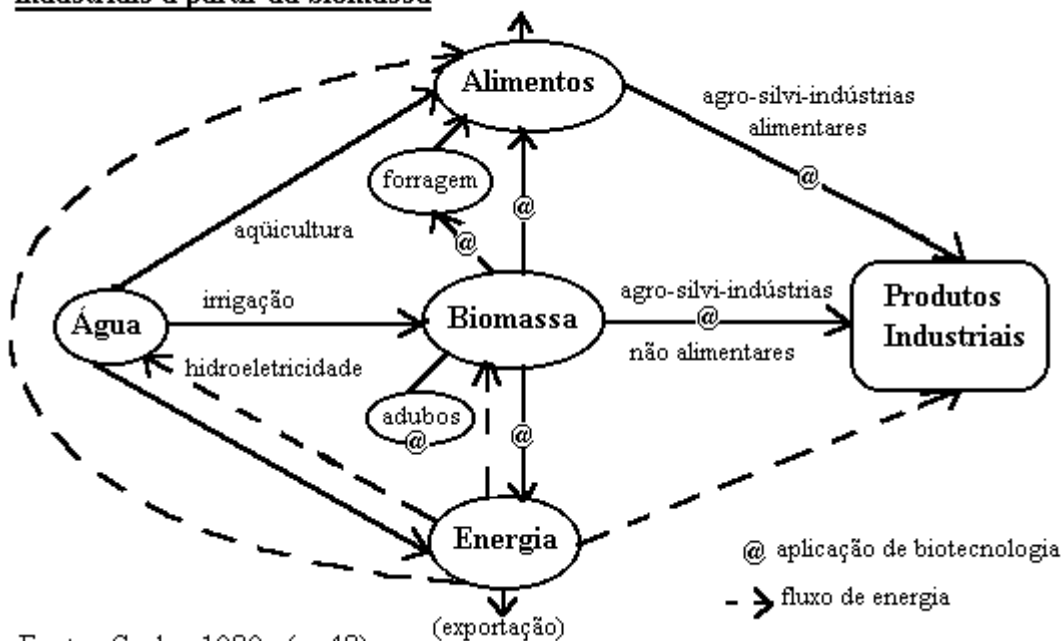 industriais a partir da biomassa
Alimentos
agro-silvi-indústrias
alimentares
@
forragem
@
@
aqüicultura
Água
irrigação
Biomassa
agro-silvi-indústrias
@
não alimentares
Produtos
Industriais
hidroeletricidade
adubos
@
@
Energia
@ aplicação de biotecnologia
fluxo de energia
(exportação)